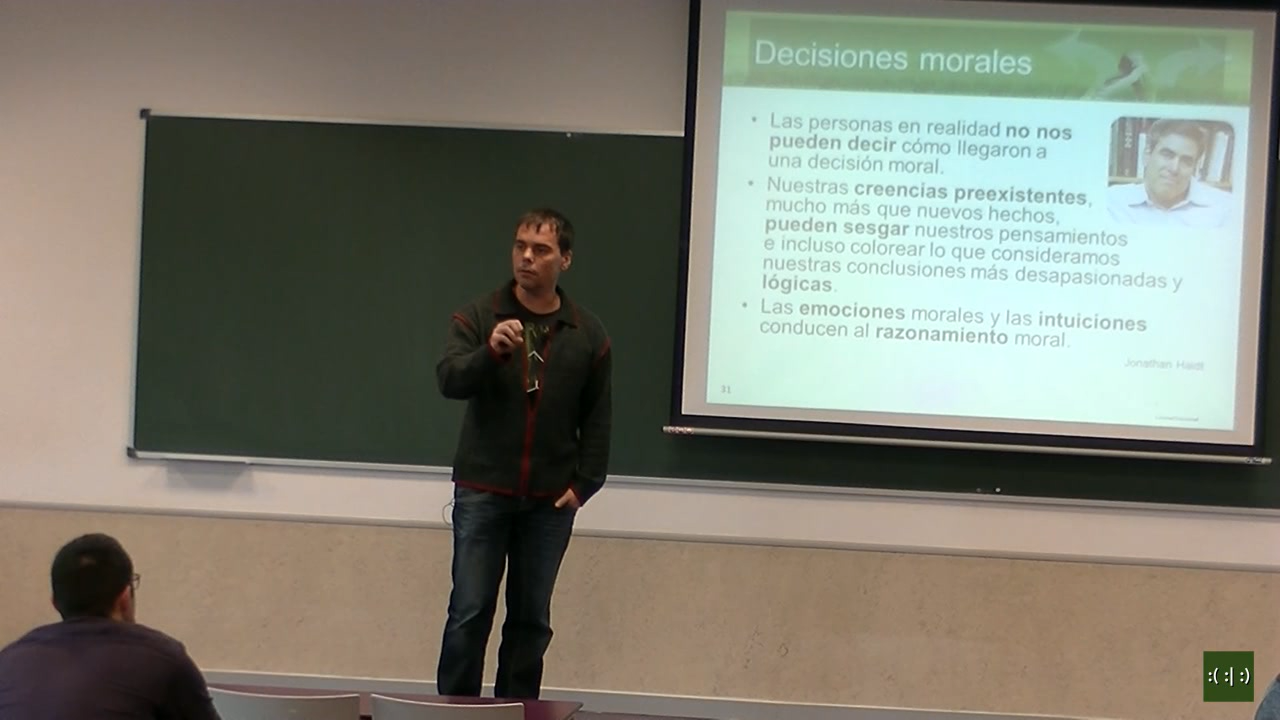 Decisiones morales
• Las personas en realidad no nos
pueden decir cómo llegaron a
una decisión moral.
• Nuestras creencias preexistentes,
mucho más que nuevos hechos,
pueden sesgar nuestros pensamientos
e incluso colorear lo que consideramos
nuestras conclusiones más desapasionadas y
lógicas.
• Las emociones morales y las intuiciones
conducen al razonamiento moral.
Jonathan Haidt
31
:( :| :)